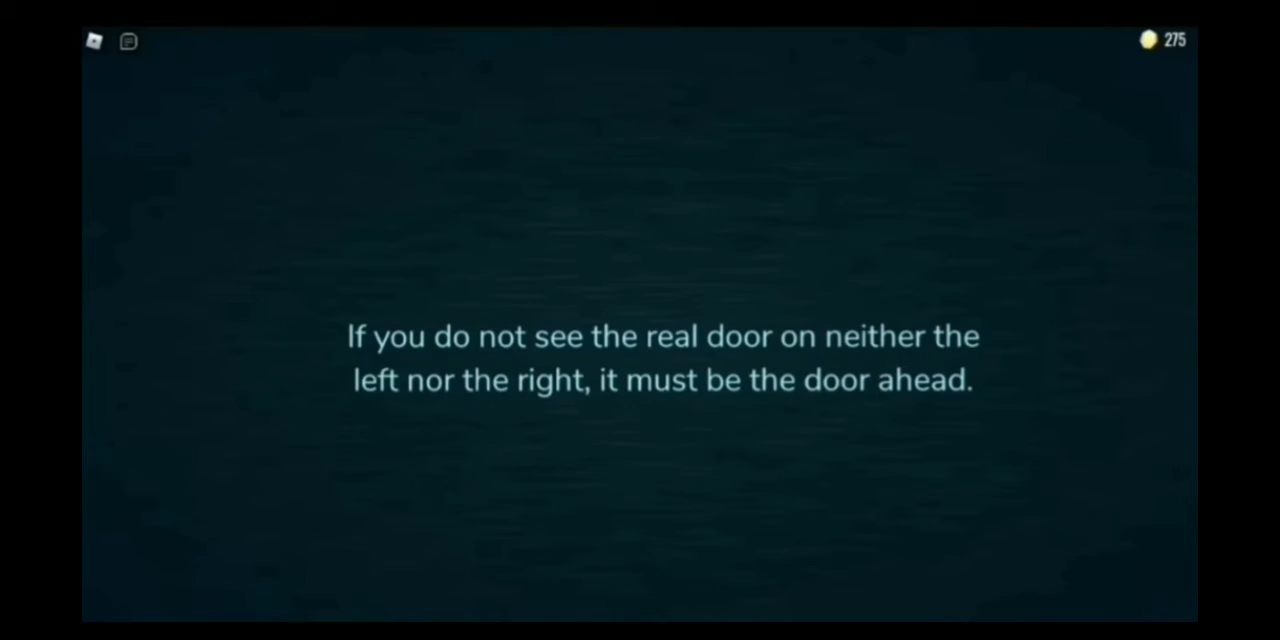 275
If you do not see the real door on neither the
left nor the right, it must be the door ahead.